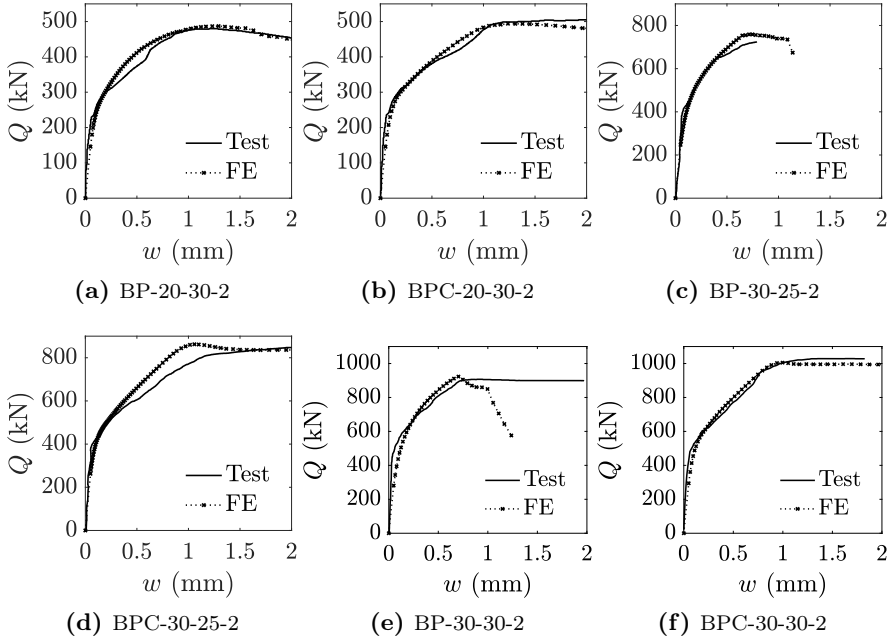 500
400
300
200
100
0
Q (kN)
Test
FE
0 0.5 1 1.5 2
w (mm)
(a) BP-20-30-2
500
400
300
200
100
0
Q (kN)
Test
FE
0 0.5 1 1.5 2
w (mm)
(b) BPC-20-30-2
800
600
400
200
0
Q (kN)
Test
FE
0 0.5 1 1.5 2
w (mm)
(c) BP-30-25-2
800
600
400
200
0
Q (kN)
Test
FE
0 0.5 1 1.5 2
w (mm)
(d) BPC-30-25-2
1000
800
600
400
200
0
Q (kN)
Test
FE
0 0.5 1 1.5 2
w (mm)
(e) BP-30-30-2
1000
800
600
400
200
0
Q (kN)
Test
FE
0 0.5 1 1.5 2
w (mm)
(f) BPC-30-30-2